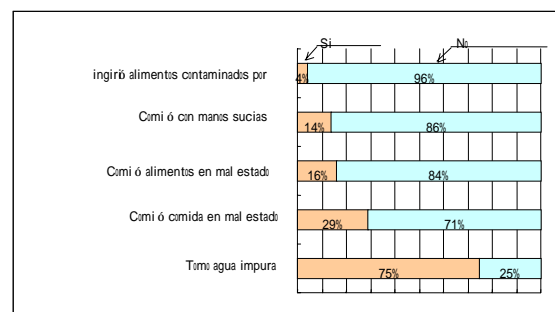 Si No
ingirió alimentos contaminados por 4% 96%
Comió con manos sucias 14% 86%
Comió alimentos en mal estado 16% 84%
Comió comida en mal estado 29% 71%
Tomo agua impura 75% 25%